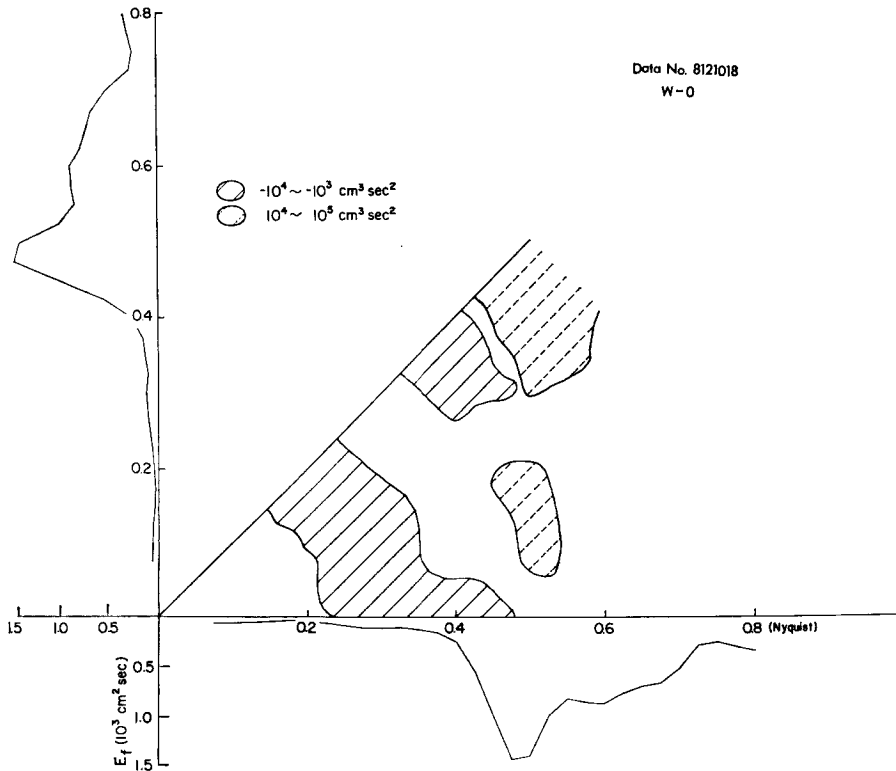 0.8
Data No. 8121018
W-0
0.6
-10⁴ ~ -10³ cm³ sec²
10⁴ ~ 10⁵ cm³ sec²
0.4
0.2
1.5 1.0 0.5 0.2 0.4 0.6 0.8 (Nyquist)
0.5
1.0
1.5
E_f (10³ cm² sec)